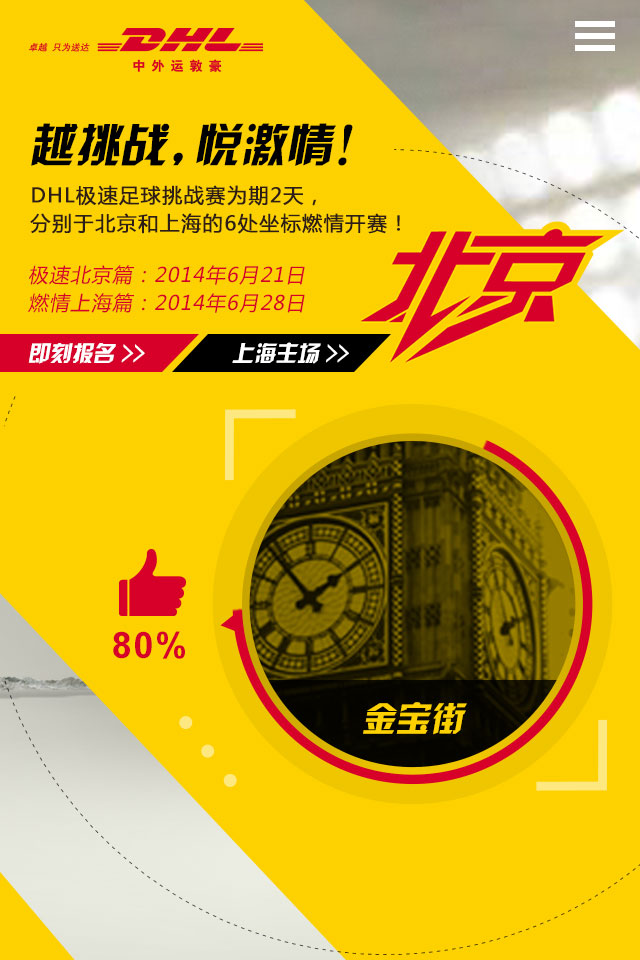 卓越 只为送达
DHL
中外运敦豪
越挑战,悦激情!
DHL极速足球挑战赛为期2天，
分别于北京和上海的6处坐标燃情开赛！
北京
极速北京篇：2014年6月21日
燃情上海篇：2014年6月28日
即刻报名 >>
上海主场 >>
80%
金宝街